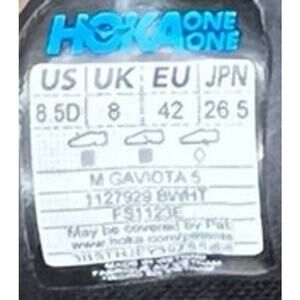 HOKA ONE ONE
US UK EU JPN
8.5D 8 42 26.5
M GAVIOTA 5
1127929 BWHT
FS1123E
May be covered by Pat.
www.hoka.com/patents